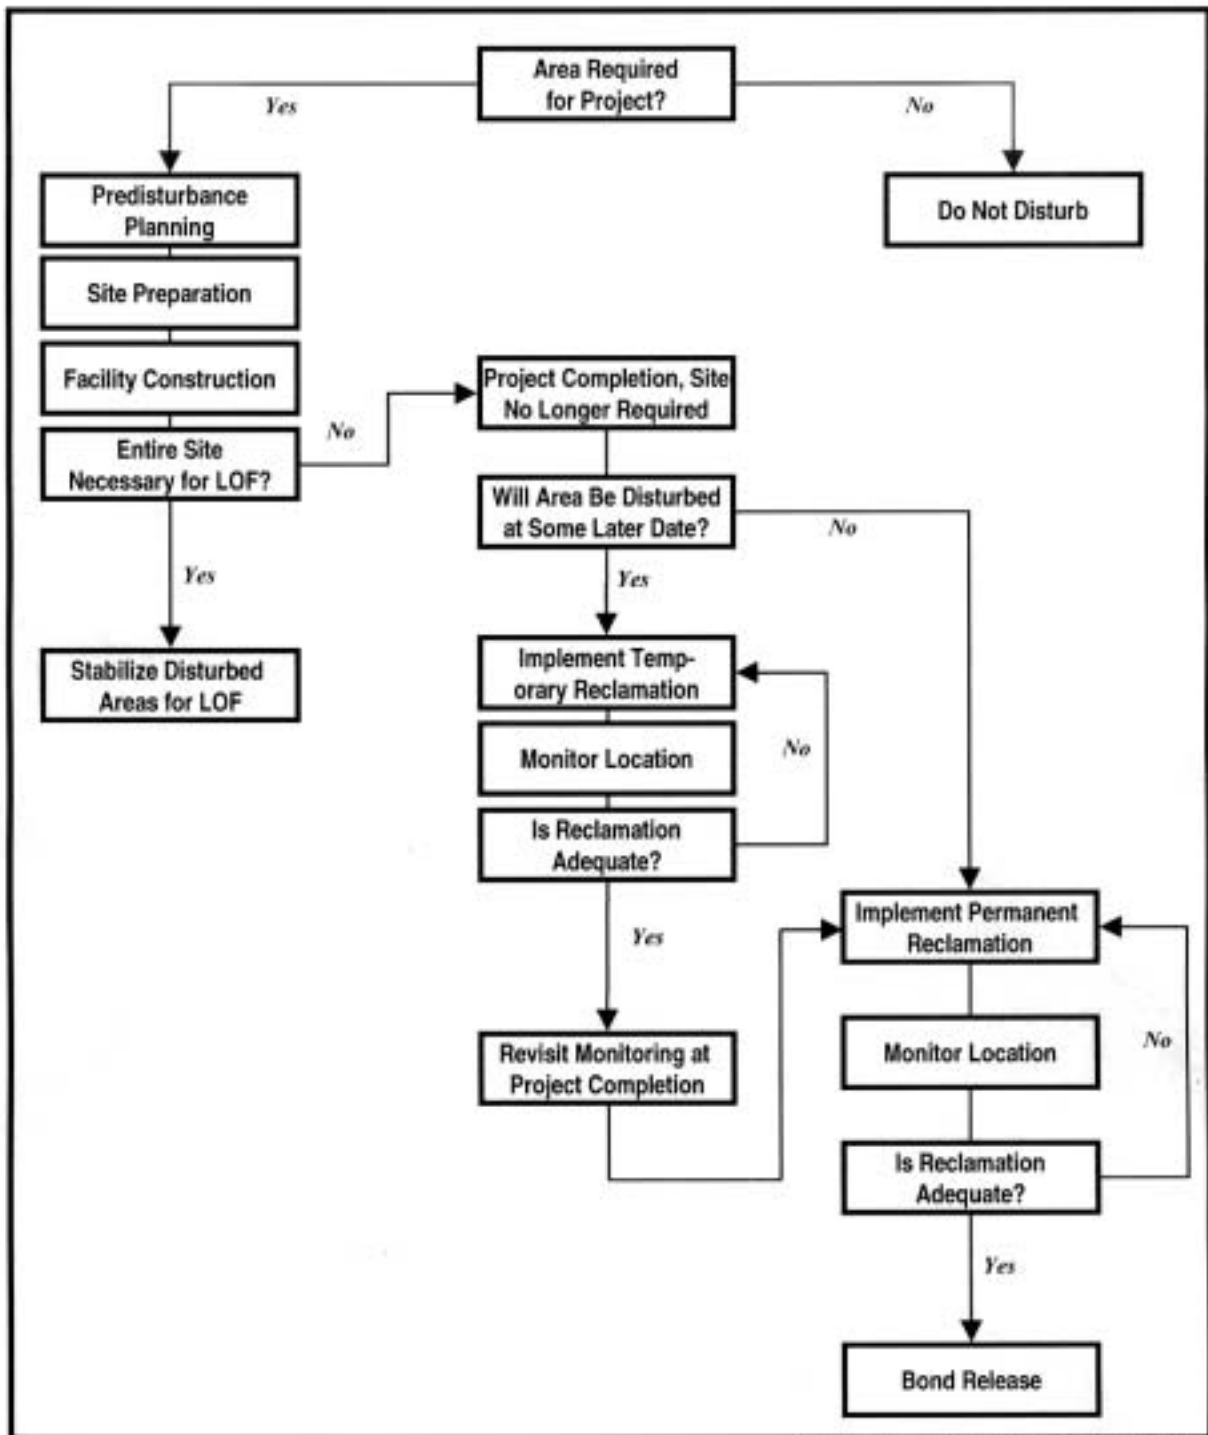 Area Required
for Project?
Yes
No
Predisturbance
Planning
Do Not Disturb
Site Preparation
Facility Construction
Project Completion, Site
No Longer Required
No
Entire Site
Necessary for LOF?
Will Area Be Disturbed
at Some Later Date?
No
Yes
Yes
Implement Temp-
orary Reclamation
Stabilize Disturbed
Areas for LOF
Monitor Location
No
Is Reclamation
Adequate?
Implement Permanent
Reclamation
Yes
Revisit Monitoring at
Project Completion
Monitor Location
No
Is Reclamation
Adequate?
Yes
Bond Release